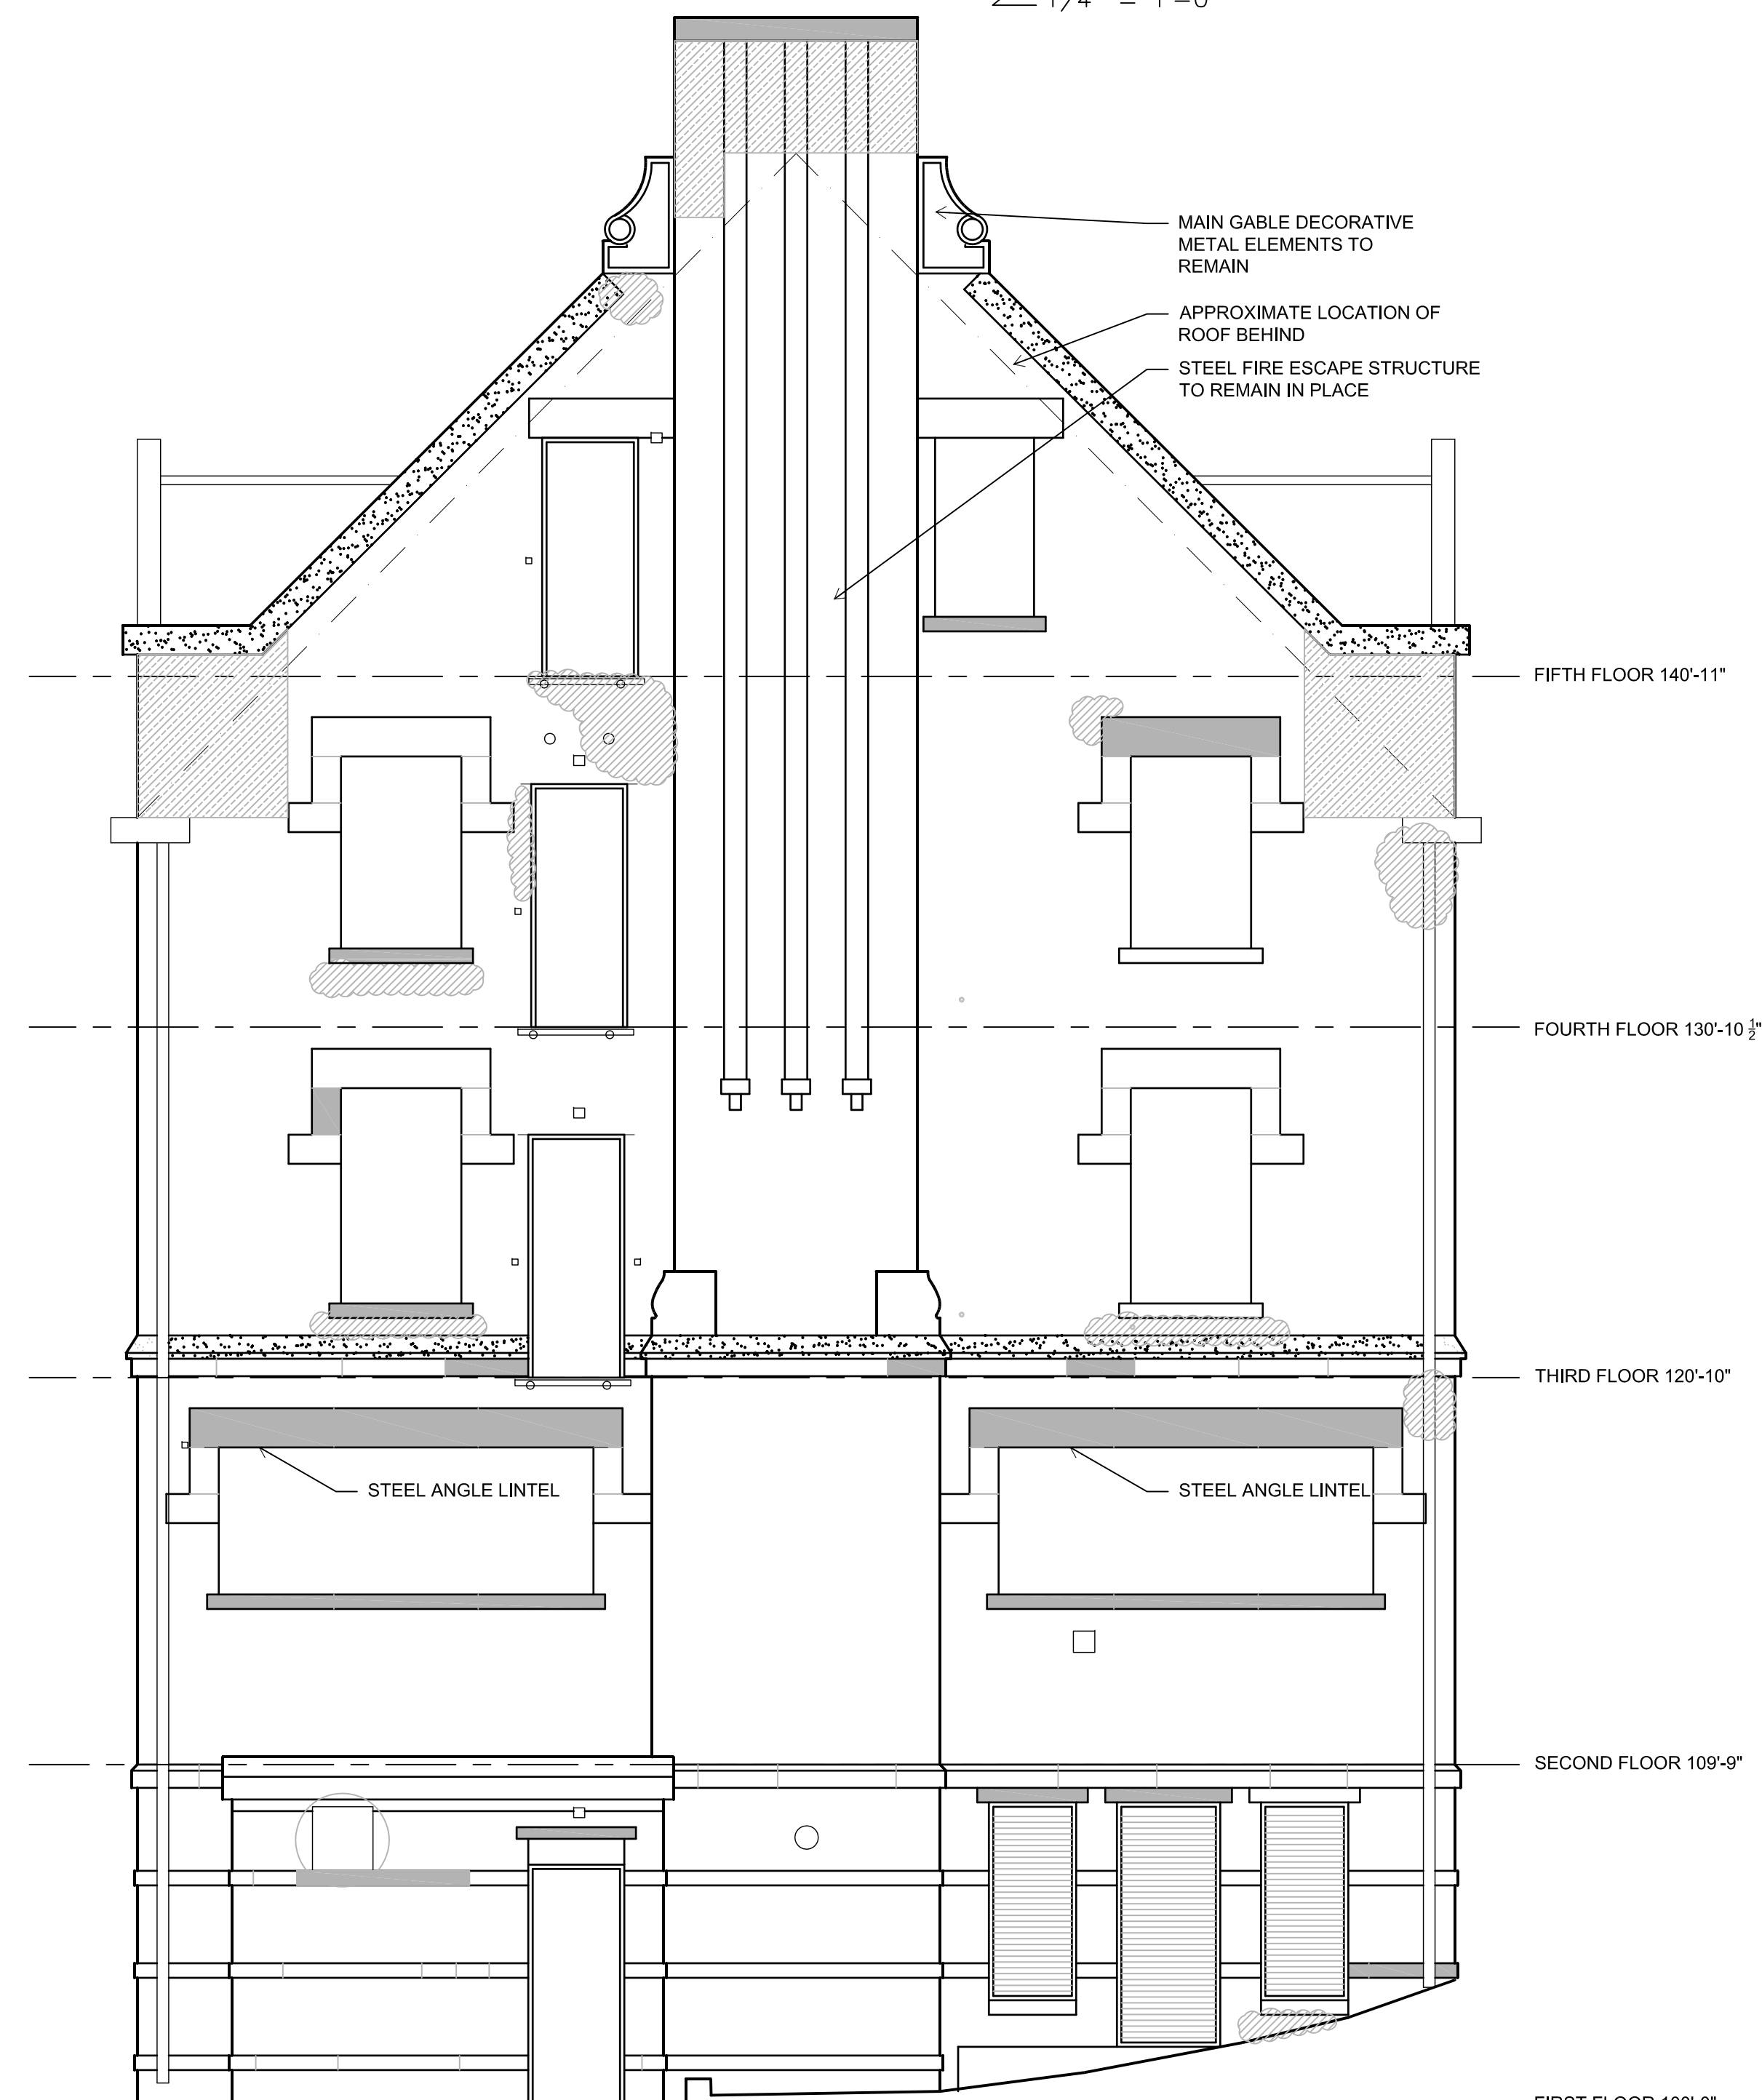 MAIN GABLE DECORATIVE
METAL ELEMENTS TO
REMAIN
APPROXIMATE LOCATION OF
ROOF BEHIND
STEEL FIRE ESCAPE STRUCTURE
TO REMAIN IN PLACE
FIFTH FLOOR 140'-11"
FOURTH FLOOR 130'-10 ½"
THIRD FLOOR 120'-10"
STEEL ANGLE LINTEL
STEEL ANGLE LINTEL
SECOND FLOOR 109'-9"